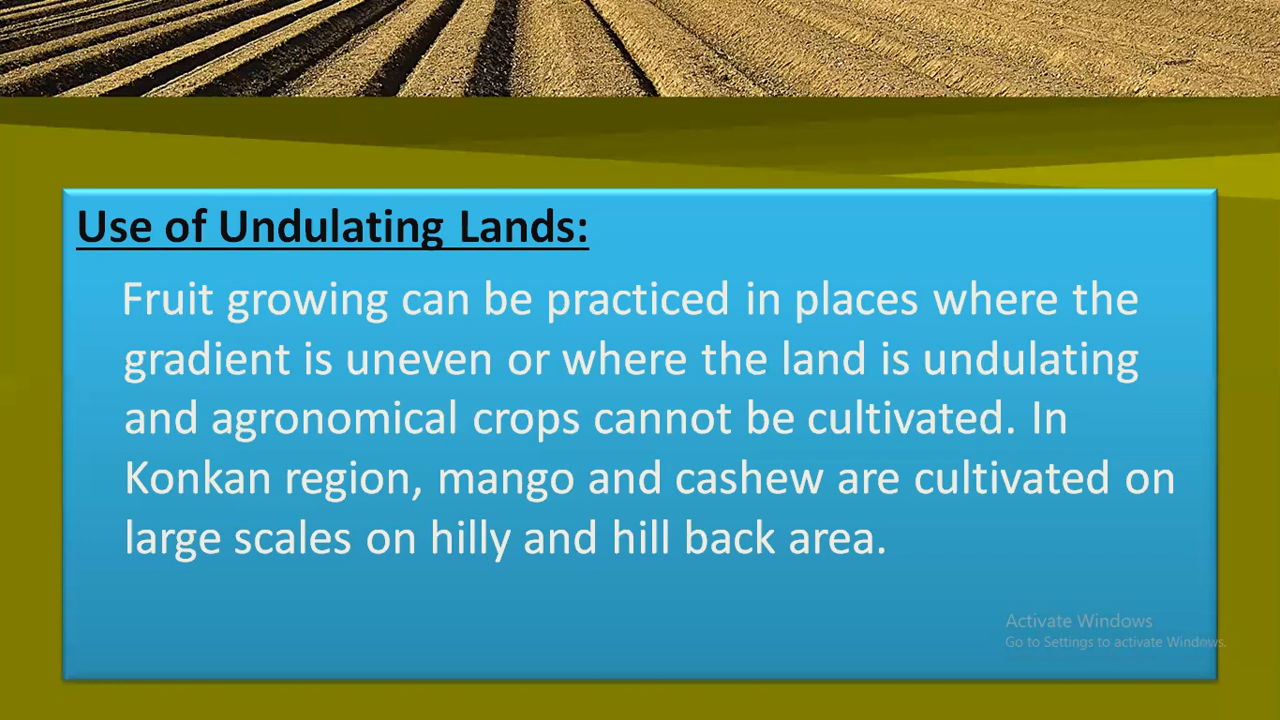 Use of Undulating Lands:
Fruit growing can be practiced in places where the
gradient is uneven or where the land is undulating
and agronomical crops cannot be cultivated. In
Konkan region, mango and cashew are cultivated on
large scales on hilly and hill back area.
Activate Windows
Go to Settings to activate Windows.